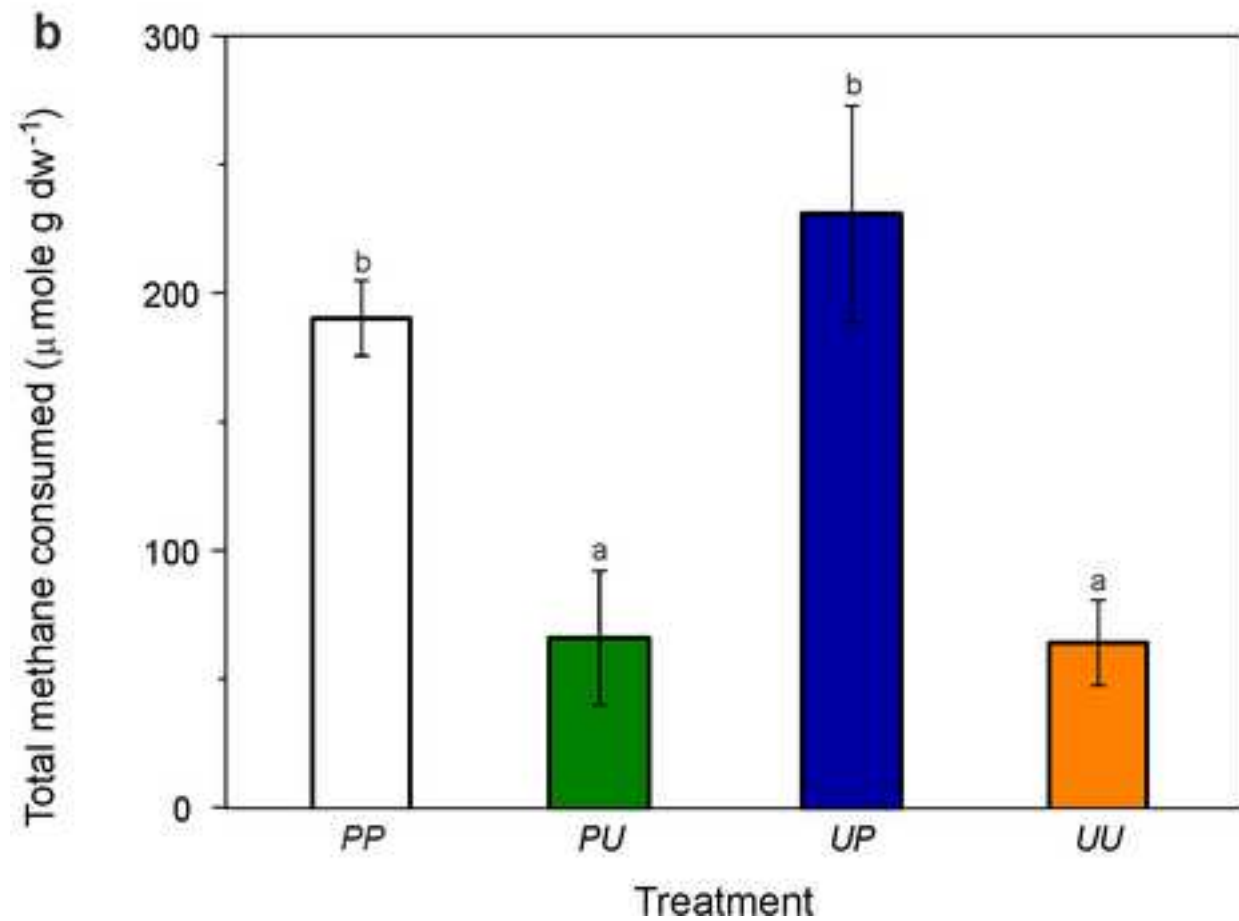 b
Total methane consumed (μ mole g dw⁻¹)
300
200
100
0
b
a
b
a
PP PU UP UU
Treatment